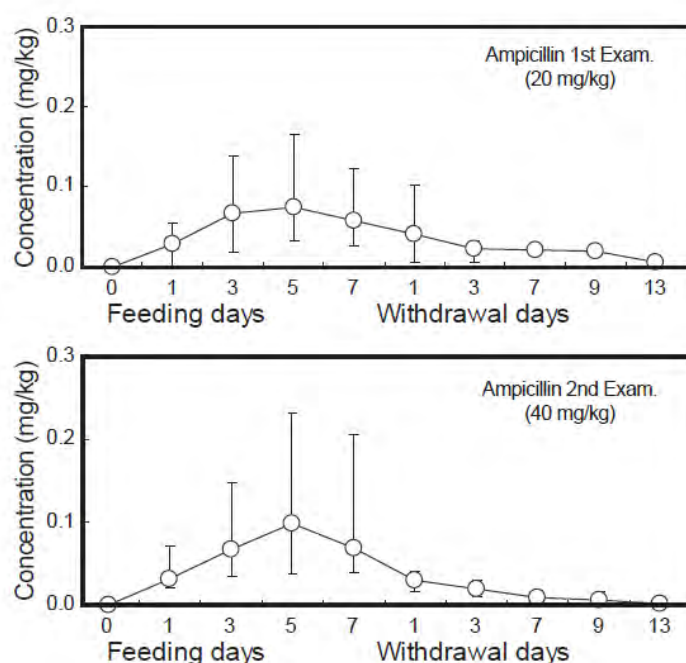 0.3
Ampicillin 1st Exam.
(20 mg/kg)
0.2
0.1
0.0
Concentration (mg/kg)
0 1 3 5 7 1 3 7 9 13
Feeding days Withdrawal days
0.3
Ampicillin 2nd Exam.
(40 mg/kg)
0.2
0.1
0.0
Concentration (mg/kg)
0 1 3 5 7 1 3 7 9 13
Feeding days Withdrawal days